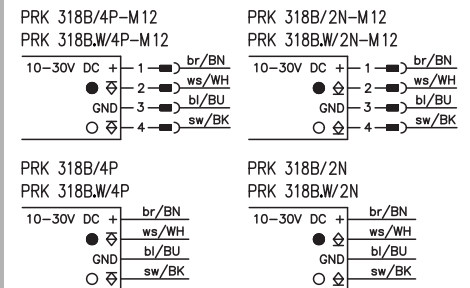 PRK 318B/4P-M12
PRK 318B.W/4P-M12
10-30V DC + 1 br/BN
2 ws/WH
GND 3 bl/BU
4 sw/BK
PRK 318B/2N-M12
PRK 318B.W/2N-M12
10-30V DC + 1 br/BN
2 ws/WH
GND 3 bl/BU
4 sw/BK
PRK 318B/4P
PRK 318B.W/4P
10-30V DC + br/BN
ws/WH
GND bl/BU
sw/BK
PRK 318B/2N
PRK 318B.W/2N
10-30V DC + br/BN
ws/WH
GND bl/BU
sw/BK